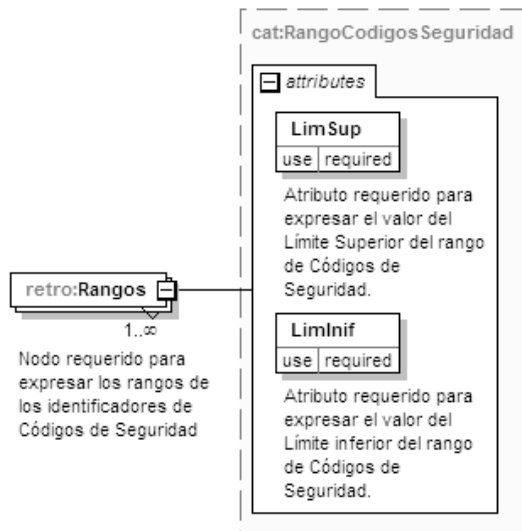 cat:RangoCodigosSeguridad
attributes
LimSup
use required
Atributo requerido para
expresar el valor del
Límite Superior del rango
de Códigos de
Seguridad.
retro:Rangos
1..∞
Nodo requerido para
expresar los rangos de
los identificadores de
Códigos de Seguridad
LimInif
use required
Atributo requerido para
expresar el valor del
Límite inferior del rango
de Códigos de
Seguridad.